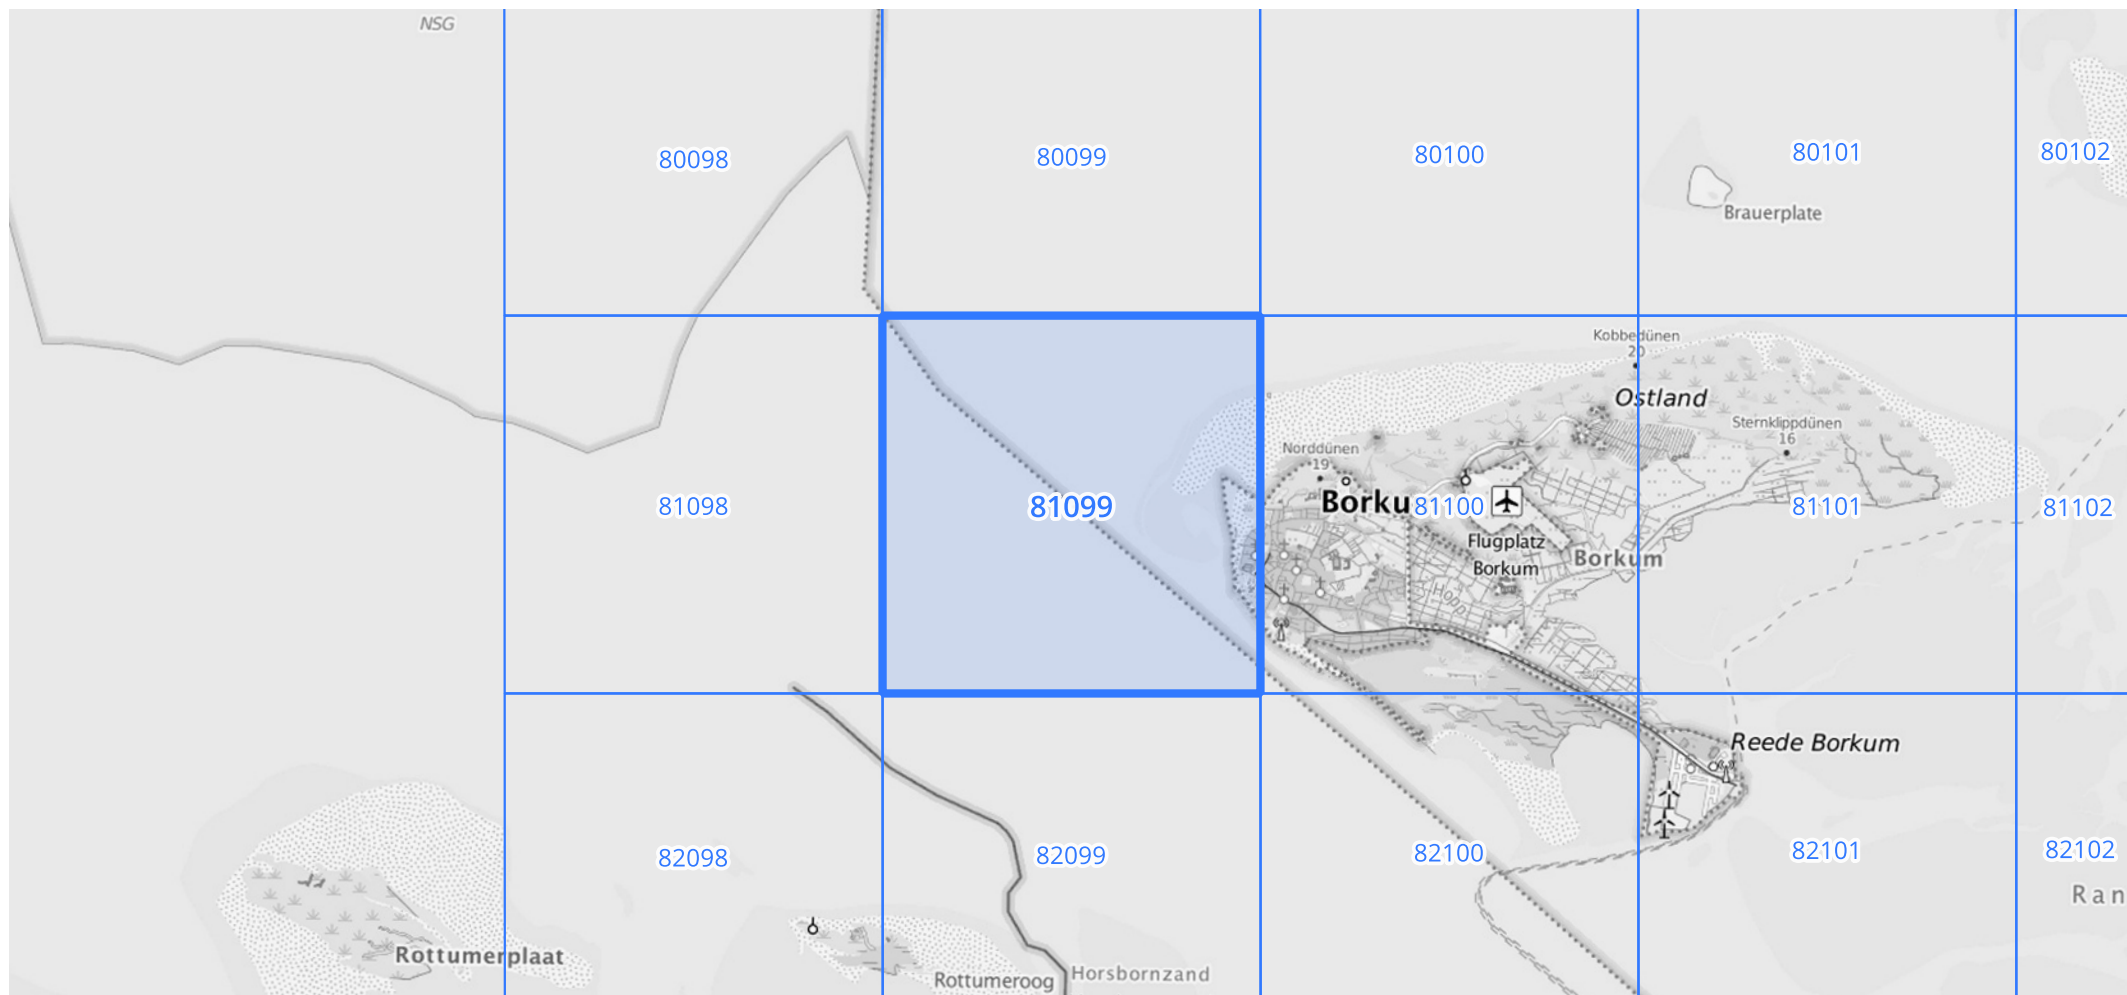 NSG
80098
80099
80100
80101
80102
Brauerplate
Kobbedünen
20
Ostland
Sternklippdünen
16
Norddünen
19
Borku
81098
81099
81100
81101
81102
Flugplatz
Borkum
Borkum
Hopp
Reede Borkum
82098
82099
82100
82101
82102
Ran
Rottumerplaat
Rottumeroog
Horsbornzand